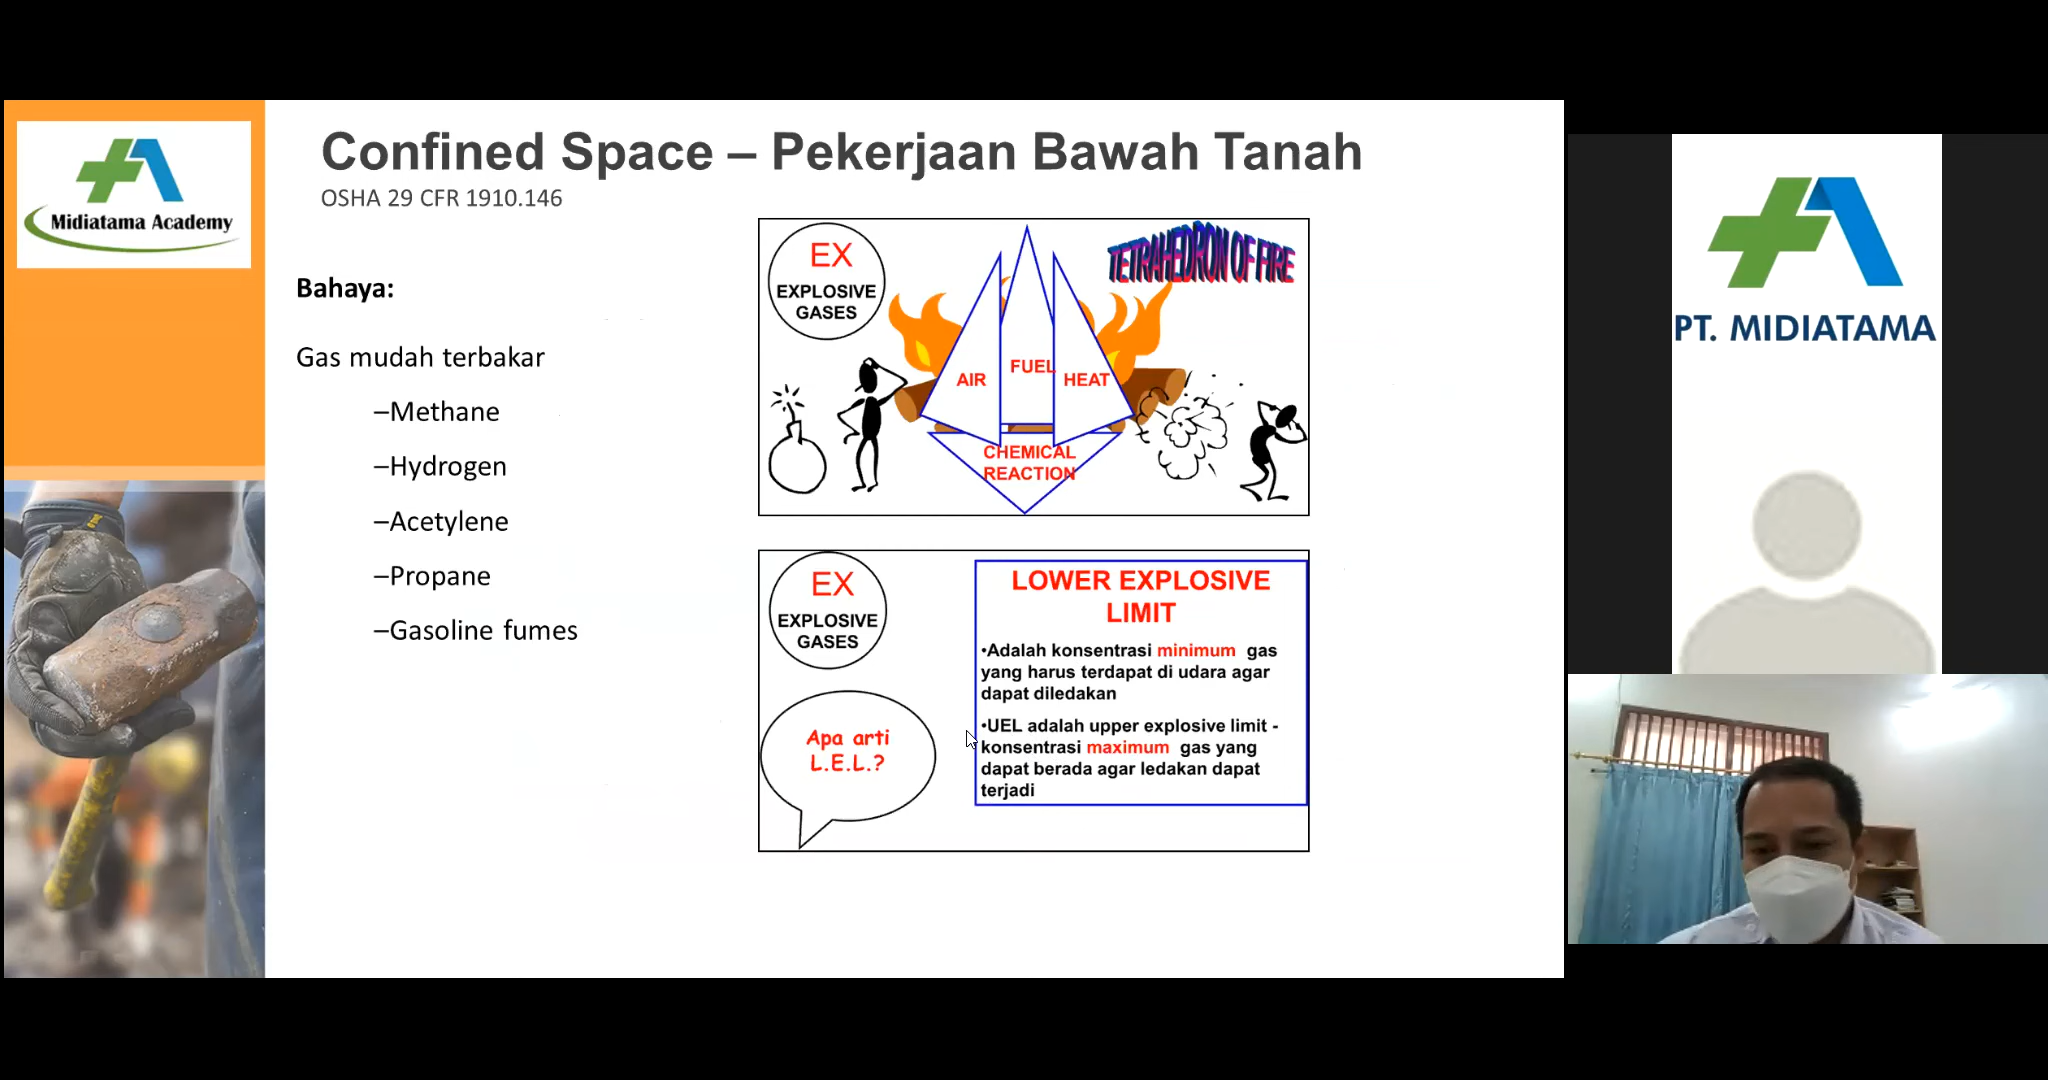 Midiatama Academy
Confined Space – Pekerjaan Bawah Tanah
OSHA 29 CFR 1910.146
Bahaya:
Gas mudah terbakar
–Methane
–Hydrogen
–Acetylene
–Propane
–Gasoline fumes
EX
EXPLOSIVE
GASES
TETRAHEDRON OF FIRE
AIR
FUEL
HEAT
CHEMICAL
REACTION
EX
EXPLOSIVE
GASES
Apa arti
L.E.L.?
LOWER EXPLOSIVE
LIMIT
•Adalah konsentrasi minimum gas
yang harus terdapat di udara agar
dapat diledakan
•UEL adalah upper explosive limit -
konsentrasi maximum gas yang
dapat berada agar ledakan dapat
terjadi
PT. MIDIATAMA